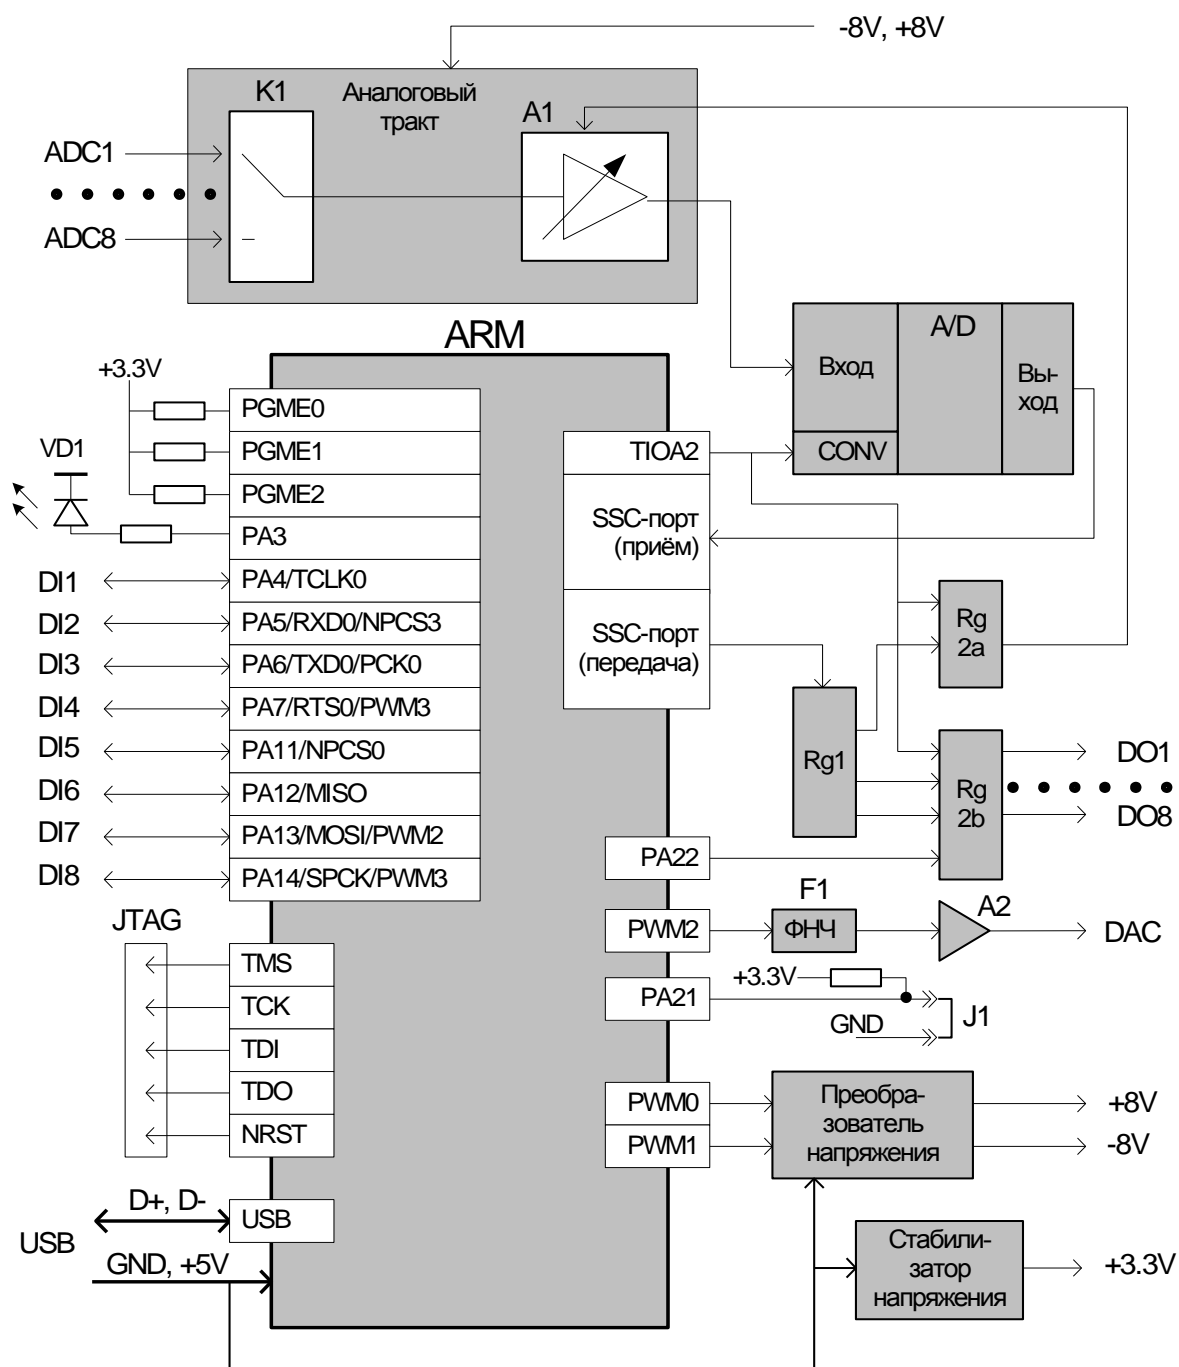 -8V, +8V
K1
Аналоговый
тракт
A1
ADC1
ADC8
ARM
A/D
Вход
Вы-
ход
CONV
+3.3V
PGME0
PGME1
VD1
PGME2
PA3
TIOA2
SSC-порт
(приём)
SSC-порт
(передача)
DI1
PA4/TCLK0
DI2
PA5/RXD0/NPCS3
DI3
PA6/TXD0/PCK0
DI4
PA7/RTS0/PWM3
DI5
PA11/NPCS0
DI6
PA12/MISO
DI7
PA13/MOSI/PWM2
DI8
PA14/SPCK/PWM3
Rg
2a
Rg1
Rg
2b
DO1
DO8
PA22
F1
PWM2
ФНЧ
A2
DAC
JTAG
TMS
TCK
TDI
TDO
NRST
+3.3V
PA21
GND
J1
PWM0
PWM1
Преобра-
зователь
напряжения
+8V
-8V
D+, D-
USB
USB
GND, +5V
Стабили-
затор
напряжения
+3.3V